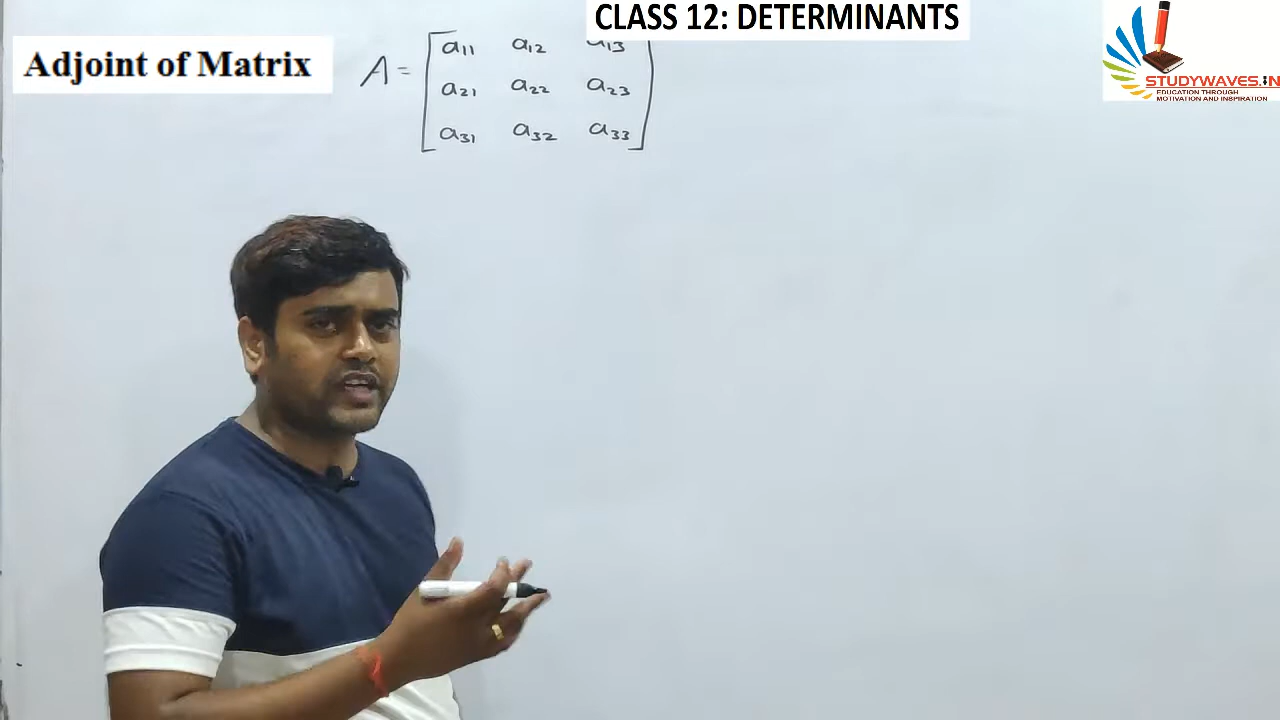 CLASS 12: DETERMINANTS
Adjoint of Matrix
A = [ a11 a12 a13
a21 a22 a23
a31 a32 a33 ]
STUDYWAVES.IN
EDUCATION THROUGH
MOTIVATION AND INSPIRATION